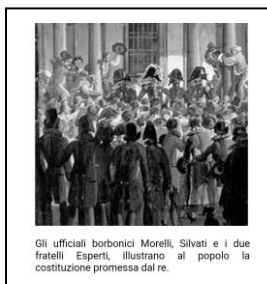 Gli ufficiali borbonici Morelli, Silvati e i due
fratelli Esperti, illustrano al popolo la
costituzione promessa dal re.